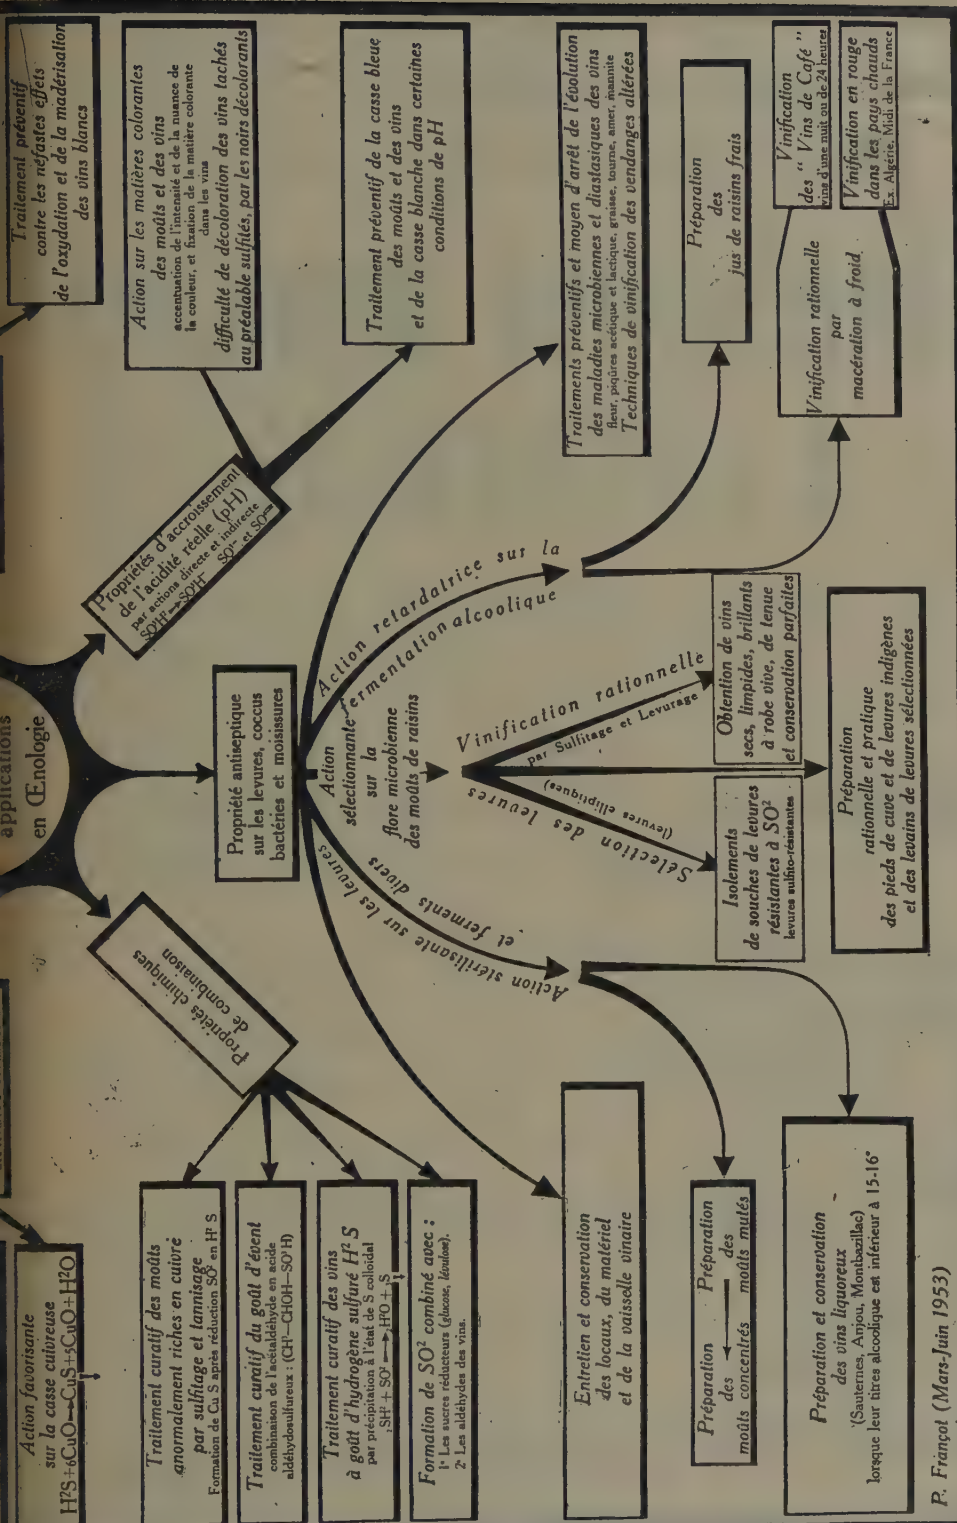 applications
en Œnologie
Action favorisante
sur la casse cuivreuse
H²S+6CuO→CuS+5CuO+H²O
Traitement préventif
contre les néfastes effets
de l'oxydation et de la madérisation
des vins blancs
Propriétés chimiques
de combinaison
Traitement curatif des moûts
anormalement riches en cuivre
par sulfitage et tannisage
Formation de Cu S après réduction SO² en H² S
Traitement curatif du goût d'évent
combinaison de l'acétaldéhyde en acide
aldéhydosulfureux : (CH³—CHOH—SO³H)
Traitement curatif des vins
à goût d'hydrogène sulfuré H² S
par précipitation à l'état de S colloïdal
SH² + SO² → H²O + S
Formation de SO² combiné avec :
1° Les sucres réducteurs (glucose, lévulose).
2° Les aldéhydes des vins.
Propriétés d'accroissement
de l'acidité réelle (pH)
par actions directe et indirecte
Action sur les matières colorantes
des moûts et des vins
accentuation de l'intensité et de la nuance de
la couleur, et fixation de la matière colorante
dans les vins
difficulté de décoloration des vins tachés
au préalable sulfités, par les noirs décolorants
Traitement préventif de la casse bleue
des moûts et des vins
et de la casse blanche dans certaines
conditions de pH
Propriété antiseptique
sur les levures, coccus
bactéries et moisissures
Action stérilisante sur les levures
et ferments divers
Action
sélectionnante
sur la
flore microbienne
des moûts de raisins
Action retardatrice sur la
fermentation alcoolique
Sélection des levures
(levures elliptiques)
Vinification rationnelle
par Sulfitage et Levurage
Entretien et conservation
des locaux, du matériel
et de la vaisselle vinaire
Traitements préventifs et moyen d'arrêt de l'évolution
des maladies microbiennes et diastasiques des vins
fleur, piqûres acétique et lactique, graisse, tourne, amer, mannite
Techniques de vinification des vendanges altérées
Préparation Préparation
des ← des
moûts concentrés moûts mutés
Isolements
de souches de levures
résistantes à SO²
levures sulfito-résistantes
Obtention de vins
secs, limpides, brillants
à robe vive, de tenue
et conservation parfaites
Préparation
des
jus de raisins frais
Préparation et conservation
des vins liquoreux
(Sauternes, Anjou, Montbazillac)
lorsque leur titres alcoolique est inférieur à 15-16°
Préparation
rationnelle et pratique
des pieds de cuve et de levures indigènes
et des levains de levures sélectionnées
Vinification rationnelle
par
macération à froid
Vinification
des " Vins de Café "
vins d'une nuit ou de 24 heures
Vinification en rouge
dans les pays chauds
Ex. Algérie, Midi de la France
P. Françot (Mars-Juin 1953)